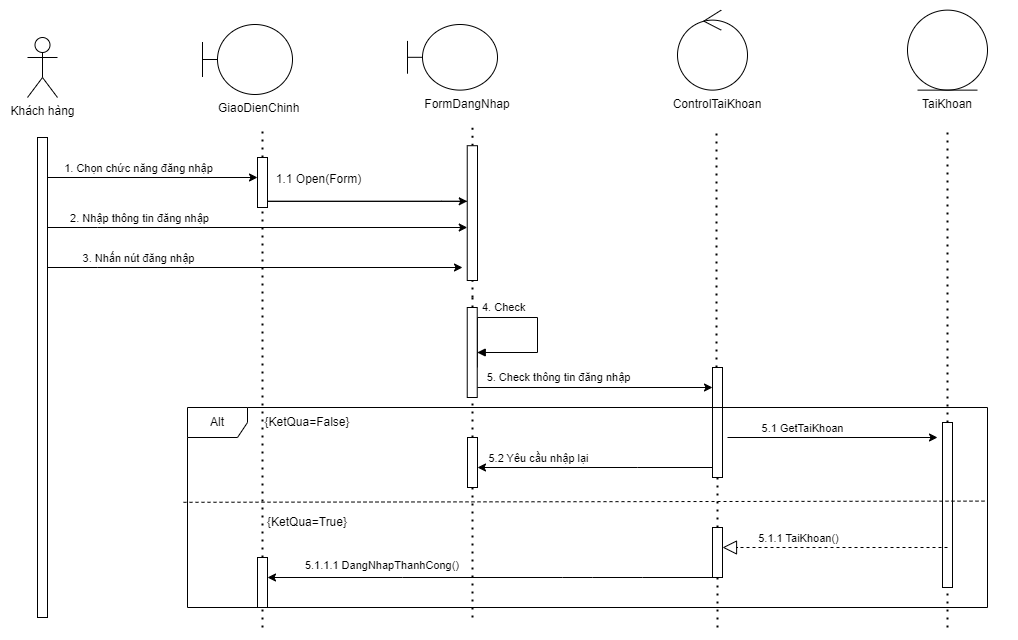 Khách hàng
GiaoDienChinh
FormDangNhap
ControlTaiKhoan
TaiKhoan
1. Chọn chức năng đăng nhập
1.1 Open(Form)
2. Nhập thông tin đăng nhập
3. Nhấn nút đăng nhập
4. Check
5. Check thông tin đăng nhập
Alt
{KetQua=False}
5.1 GetTaiKhoan
5.2 Yêu cầu nhập lại
{KetQua=True}
5.1.1 TaiKhoan()
5.1.1.1 DangNhapThanhCong()